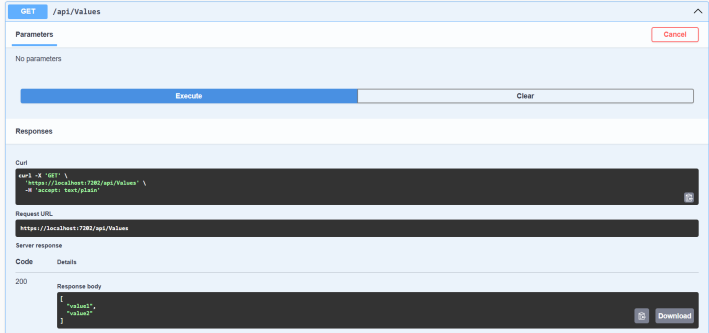 GET /api/Values
Parameters Cancel
No parameters
Execute Clear
Responses
Curl
curl -X 'GET' \
'https://localhost:7202/api/Values' \
-H 'accept: text/plain'
Request URL
https://localhost:7202/api/Values
Server response
Code Details
200
Response body
[
"value1",
"value2"
]
Download